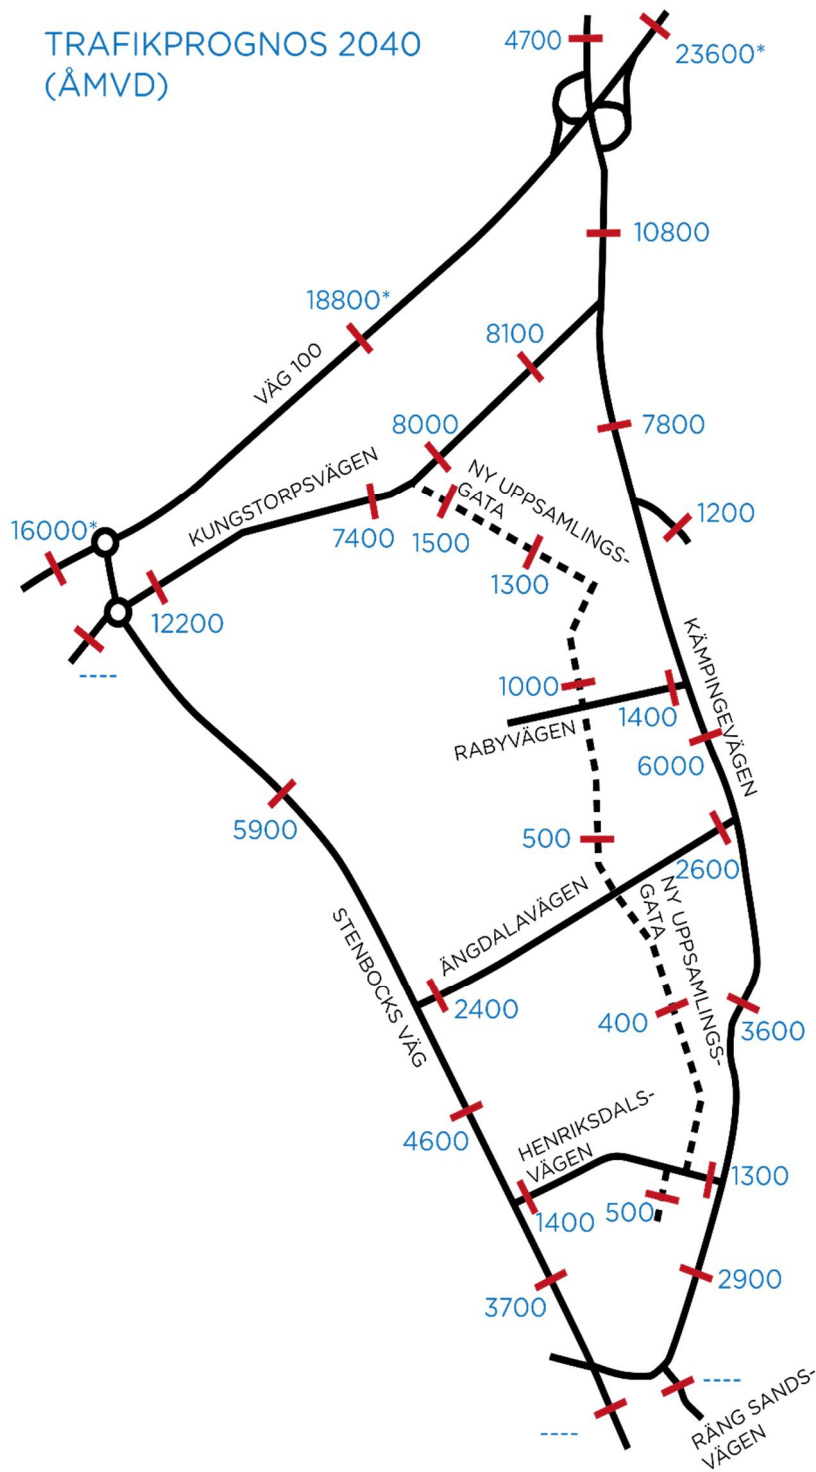 TRAFIKPROGNOS 2040
(ÅMVD)
4700
23600*
10800
18800*
8100
VÄG 100
8000
7800
KUNGSTORPSVÄGEN
NY UPPSAMLINGS-
GATA
16000*
7400
1500
1200
1300
12200
----
KÄMPINGEVÄGEN
1000
1400
RABYVÄGEN
6000
5900
500
2600
ÄNGDALAVÄGEN
NY UPPSAMLINGS-
GATA
STENBOCKS VÄG
2400
400
3600
4600
HENRIKSDALS-
VÄGEN
1300
1400
500
2900
3700
----
----
RÄNG SANDS-
VÄGEN